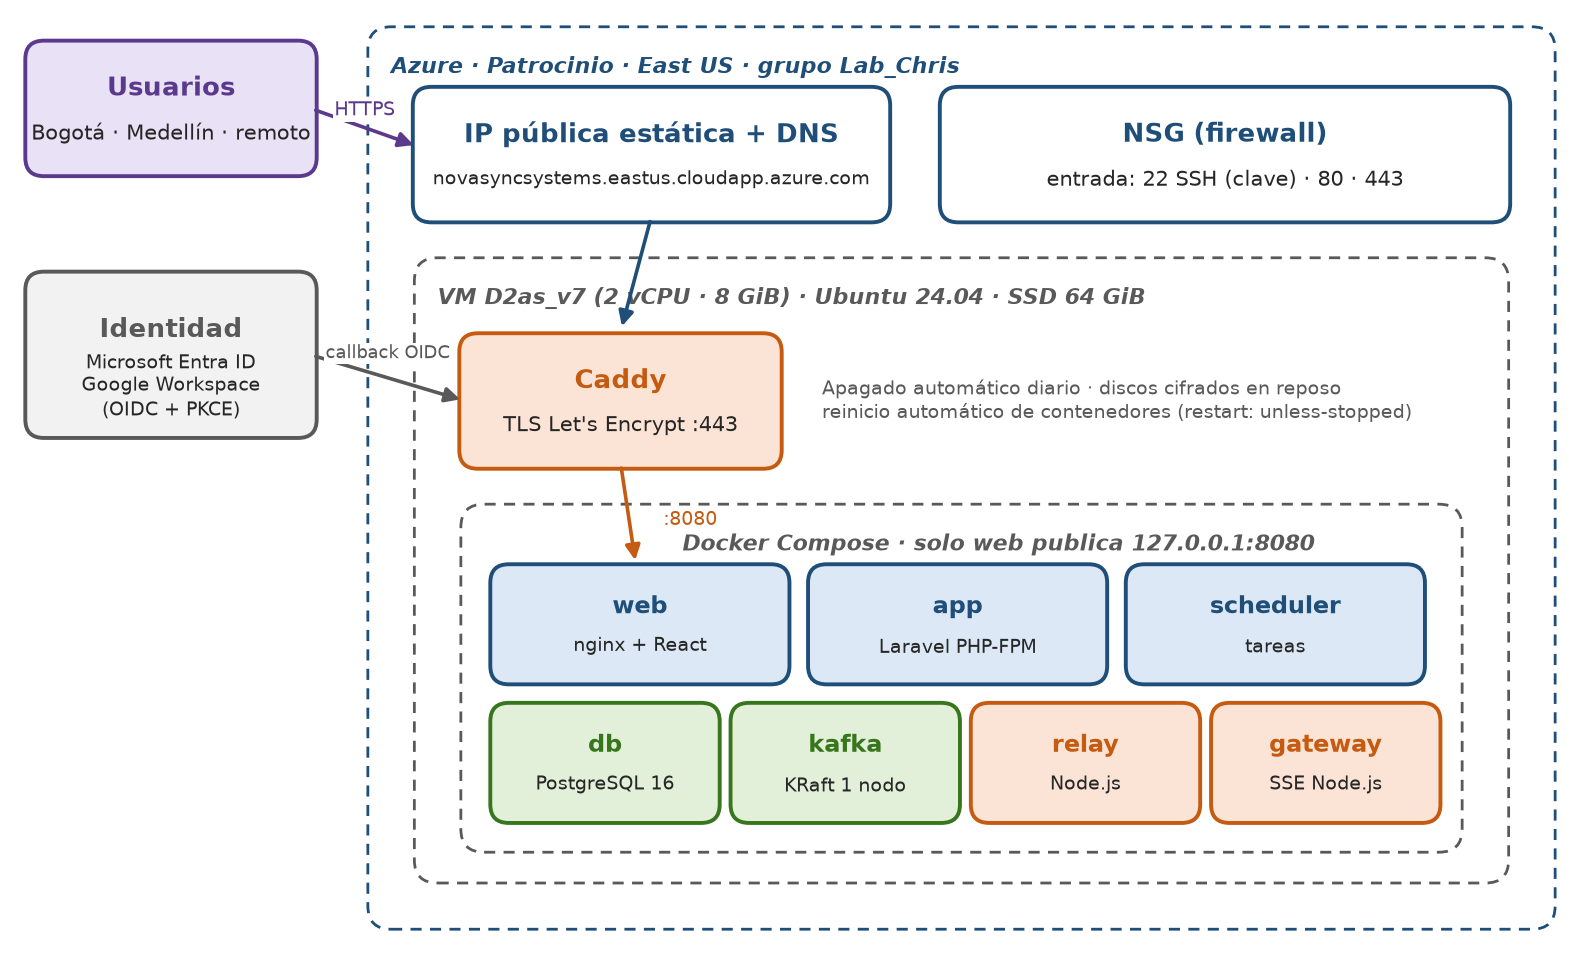 Azure · Patrocinio · East US · grupo Lab_Chris
Usuarios
Bogotá · Medellín · remoto
HTTPS
IP pública estática + DNS
novasyncsystems.eastus.cloudapp.azure.com
NSG (firewall)
entrada: 22 SSH (clave) · 80 · 443
Identidad
Microsoft Entra ID
Google Workspace
(OIDC + PKCE)
callback OIDC
VM D2as_v7 (2 vCPU · 8 GiB) · Ubuntu 24.04 · SSD 64 GiB
Caddy
TLS Let's Encrypt :443
Apagado automático diario · discos cifrados en reposo
reinicio automático de contenedores (restart: unless-stopped)
:8080
Docker Compose · solo web publica 127.0.0.1:8080
web
nginx + React
app
Laravel PHP-FPM
scheduler
tareas
db
PostgreSQL 16
kafka
KRaft 1 nodo
relay
Node.js
gateway
SSE Node.js